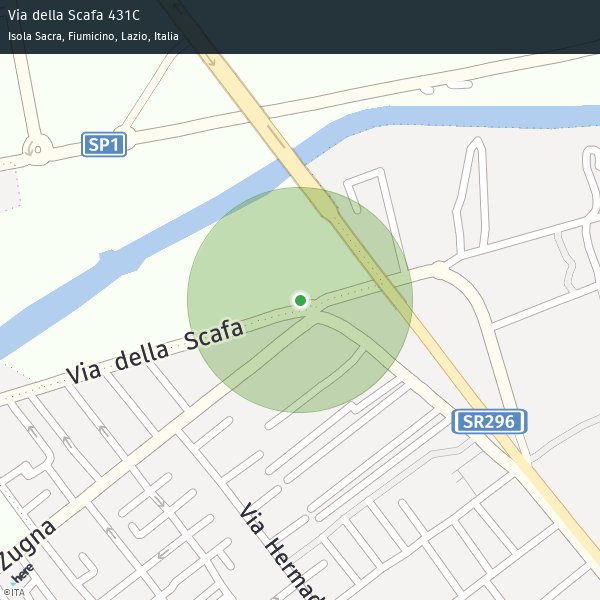 Via della Scafa 431C
Isola Sacra, Fiumicino, Lazio, Italia
SP1
Via della Scafa
SR296
Via Hermad
Zugna
here
©ITA